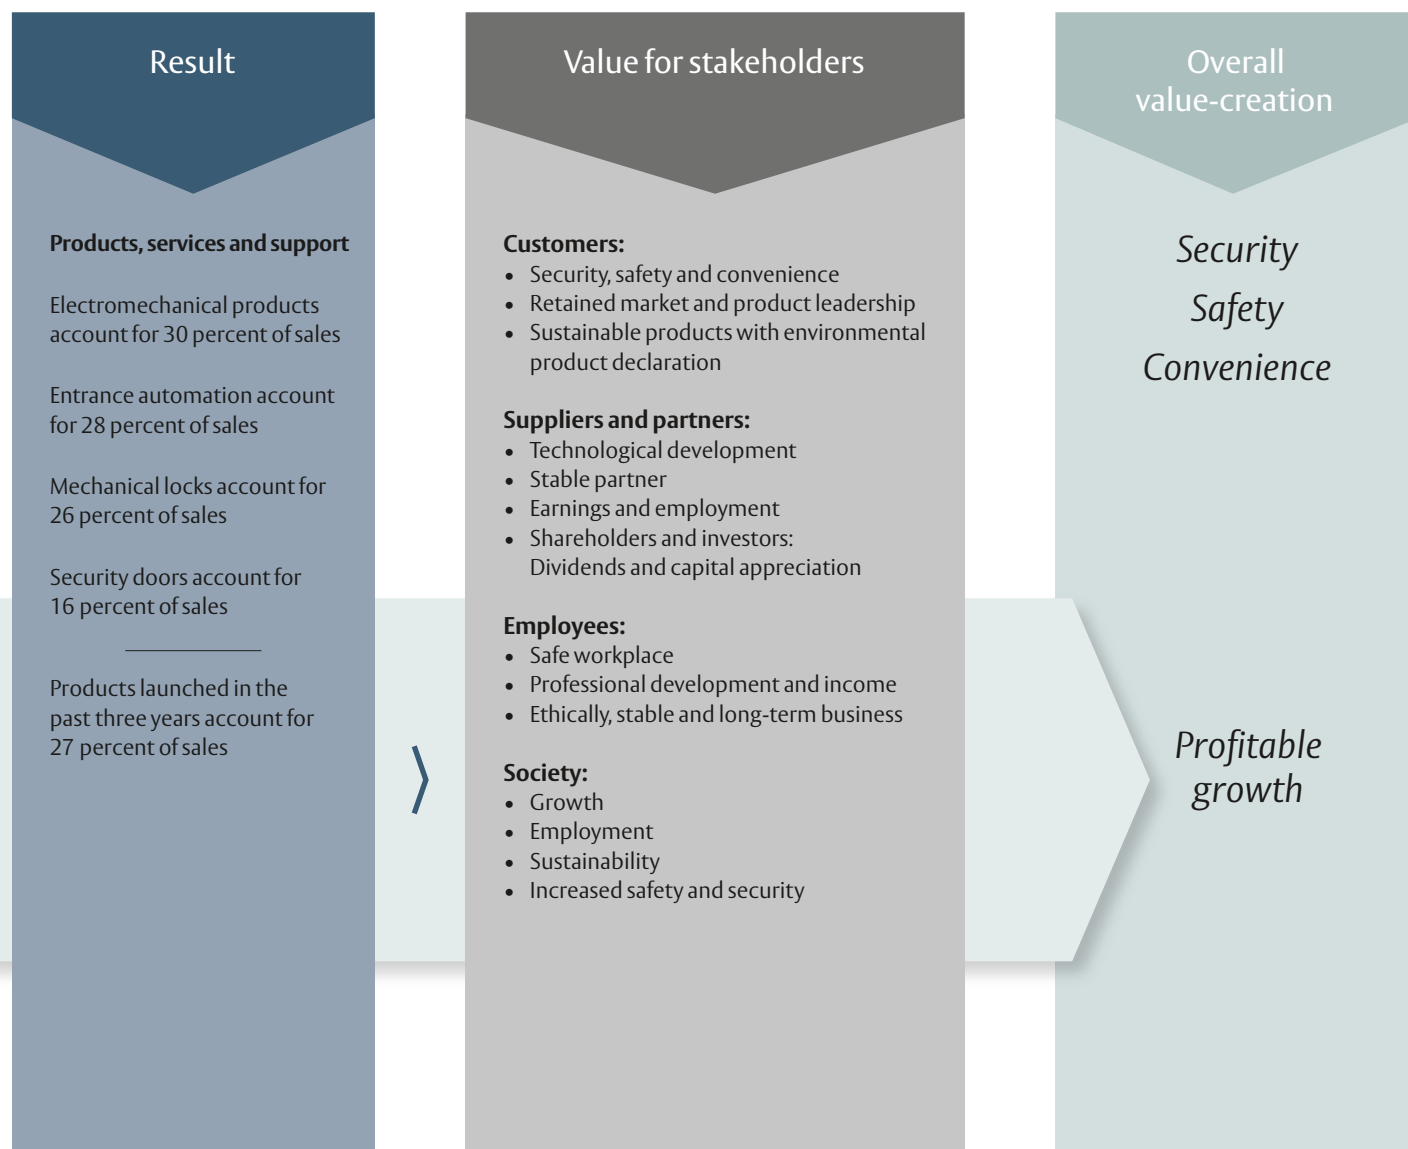 Result
Products, services and support
Electromechanical products
account for 30 percent of sales
Entrance automation account
for 28 percent of sales
Mechanical locks account for
26 percent of sales
Security doors account for
16 percent of sales
Products launched in the
past three years account for
27 percent of sales
Value for stakeholders
Customers:
• Security, safety and convenience
• Retained market and product leadership
• Sustainable products with environmental
product declaration
Suppliers and partners:
• Technological development
• Stable partner
• Earnings and employment
• Shareholders and investors:
Dividends and capital appreciation
Employees:
• Safe workplace
• Professional development and income
• Ethically, stable and long-term business
Society:
• Growth
• Employment
• Sustainability
• Increased safety and security
Overall
value-creation
Security
Safety
Convenience
Profitable
growth